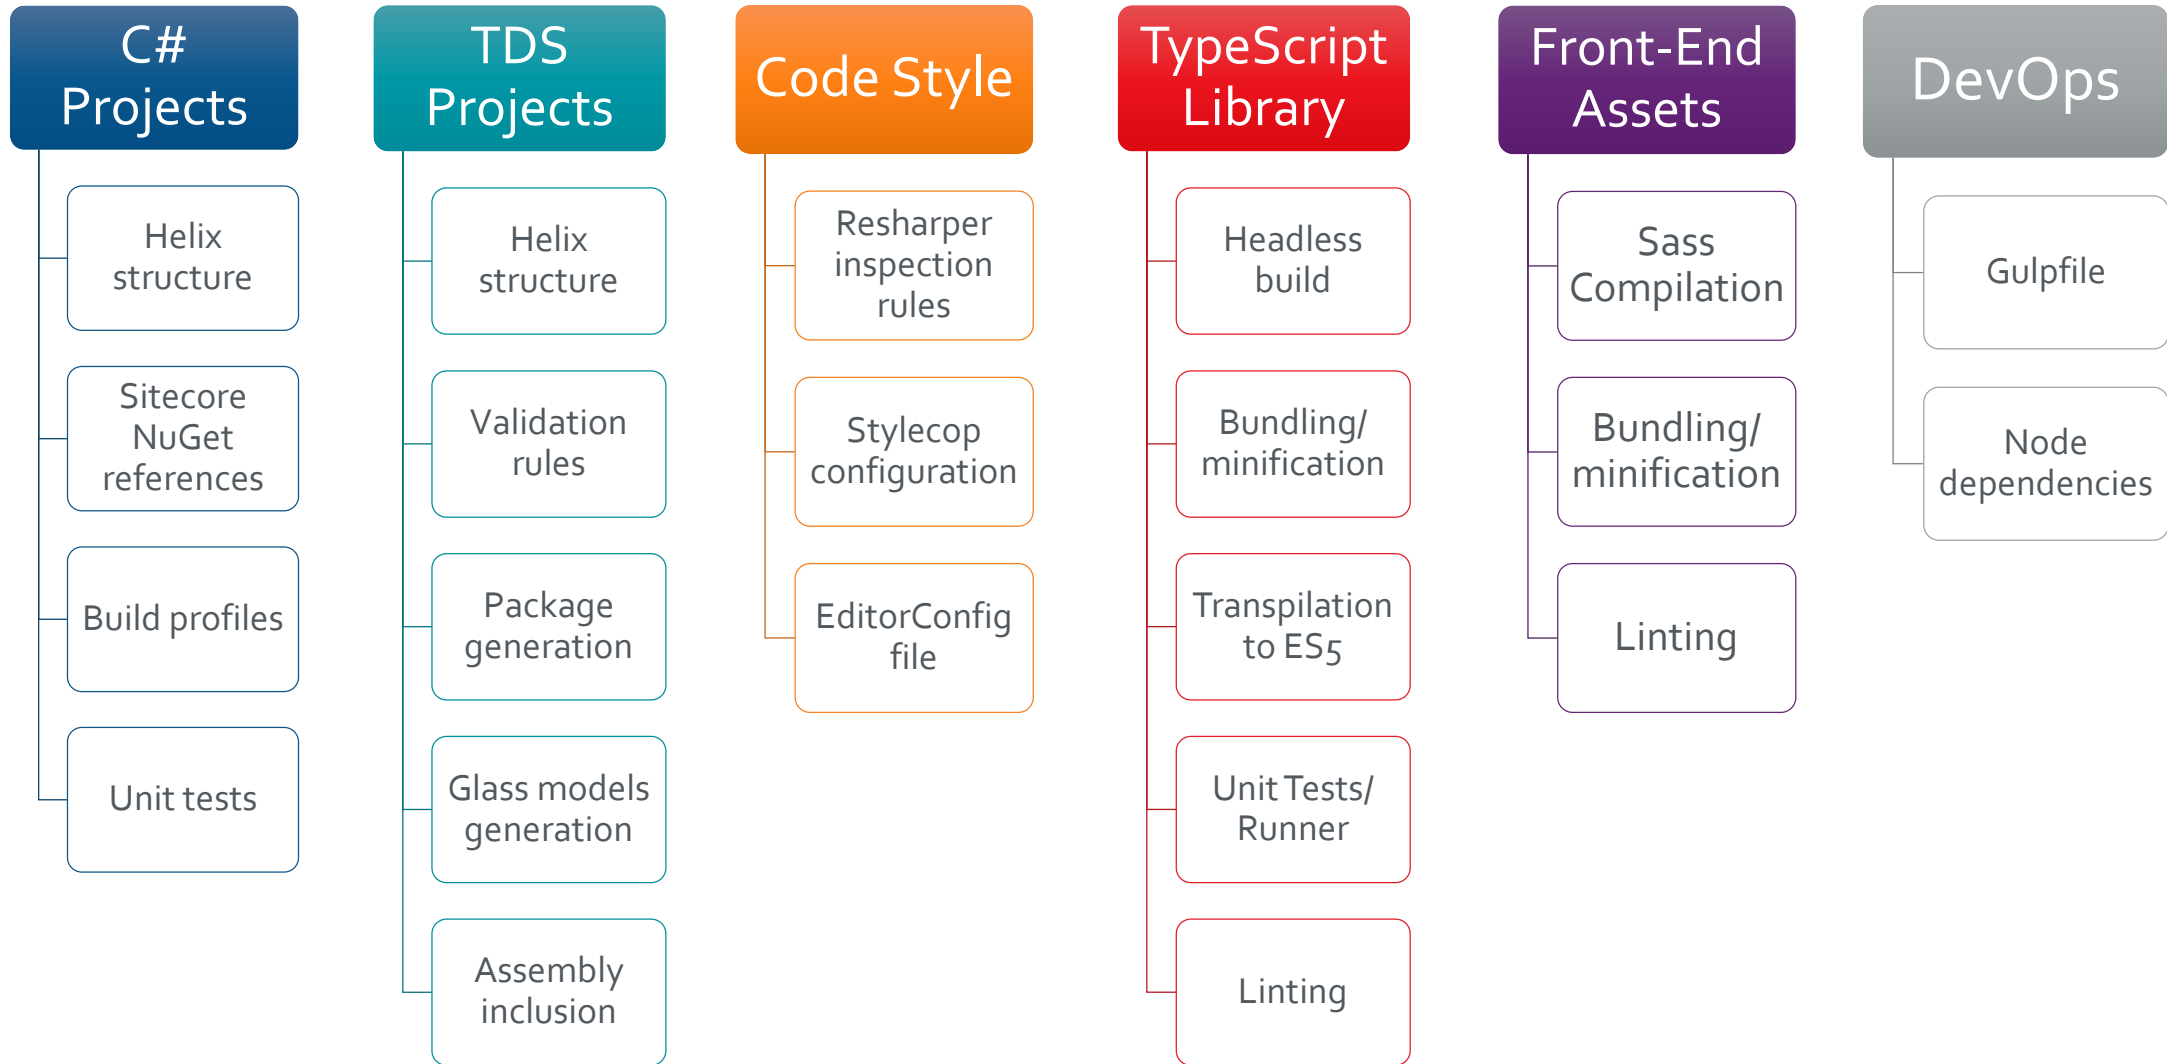 C#
Projects
Helix
structure
Sitecore
NuGet
references
Build profiles
Unit tests
TDS
Projects
Helix
structure
Validation
rules
Package
generation
Glass models
generation
Assembly
inclusion
Code Style
Resharper
inspection
rules
Stylecop
configuration
EditorConfig
file
TypeScript
Library
Headless
build
Bundling/
minification
Transpilation
to ES5
Unit Tests/
Runner
Linting
Front-End
Assets
Sass
Compilation
Bundling/
minification
Linting
DevOps
Gulpfile
Node
dependencies